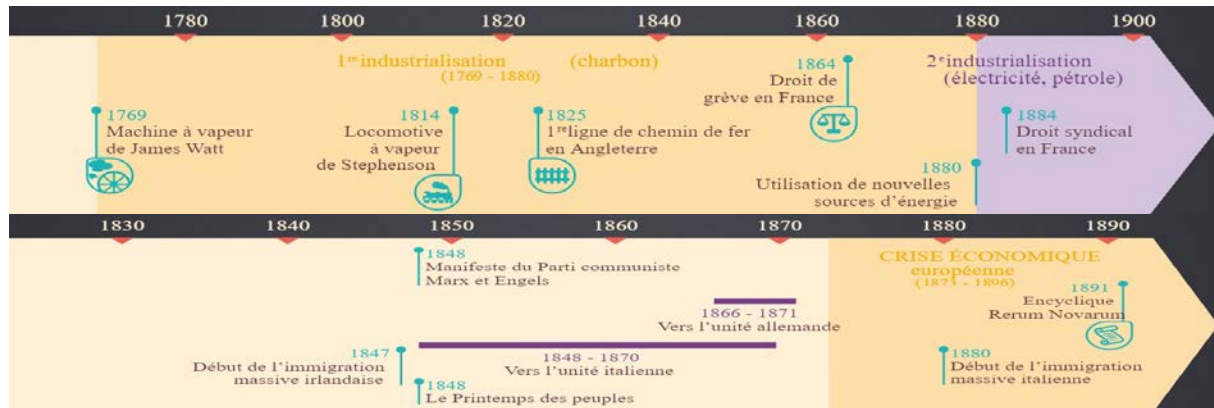 1780 1800 1820 1840 1860 1880 1900
1re industrialisation (charbon)
(1769 - 1880)
1864
Droit de
grève en France
2e industrialisation
(électricité, pétrole)
1769
Machine à vapeur
de James Watt
1814
Locomotive
à vapeur
de Stephenson
1825
1re ligne de chemin de fer
en Angleterre
1884
Droit syndical
en France
1880
Utilisation de nouvelles
sources d'énergie
1830 1840 1850 1860 1870 1880 1890
1848
Manifeste du Parti communiste
Marx et Engels
CRISE ÉCONOMIQUE
européenne
(1873 - 1896)
1891
Encyclique
Rerum Novarum
1866 - 1871
Vers l'unité allemande
1847
Début de l'immigration
massive irlandaise
1848 - 1870
Vers l'unité italienne
1880
Début de l'immigration
massive italienne
1848
Le Printemps des peuples